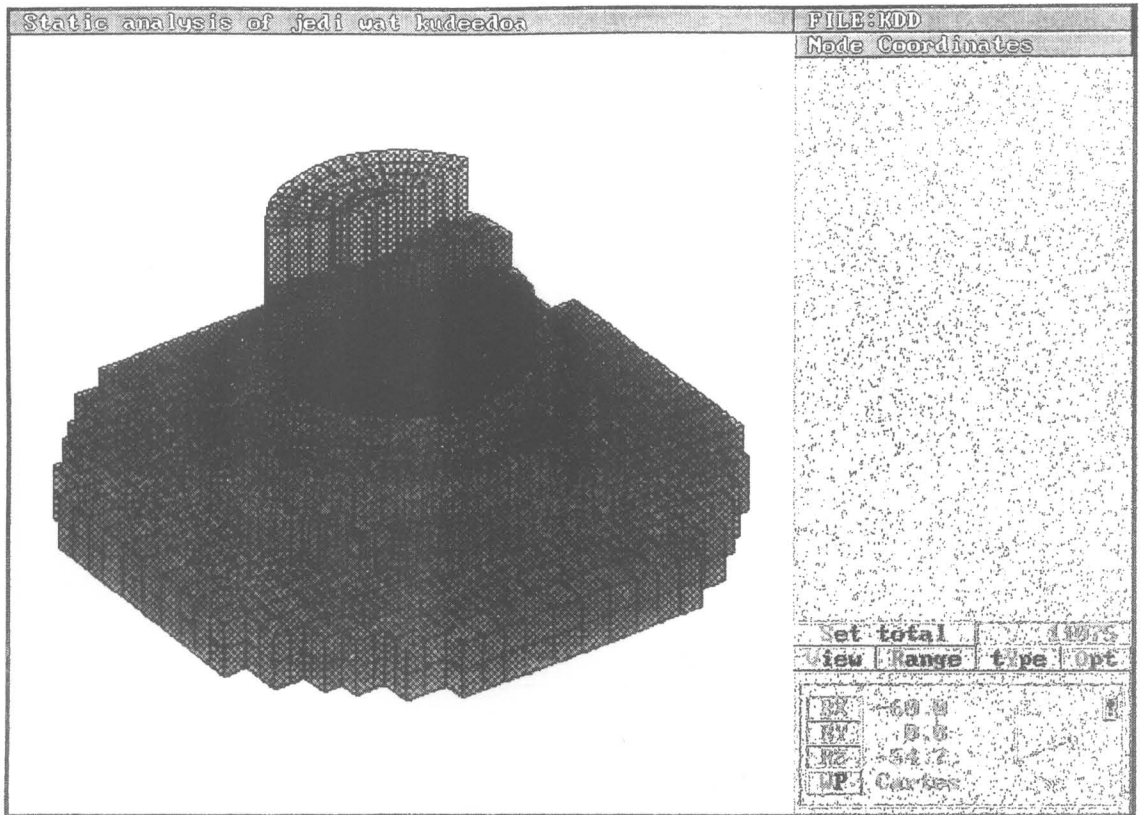 Static analysis of jedi wat kudeedoa
FILE:KDD
Node Coordinates
Set total
View Range tYpe Opt
RX -60.0
RY 0.0
RZ -54.7
WP Cartes